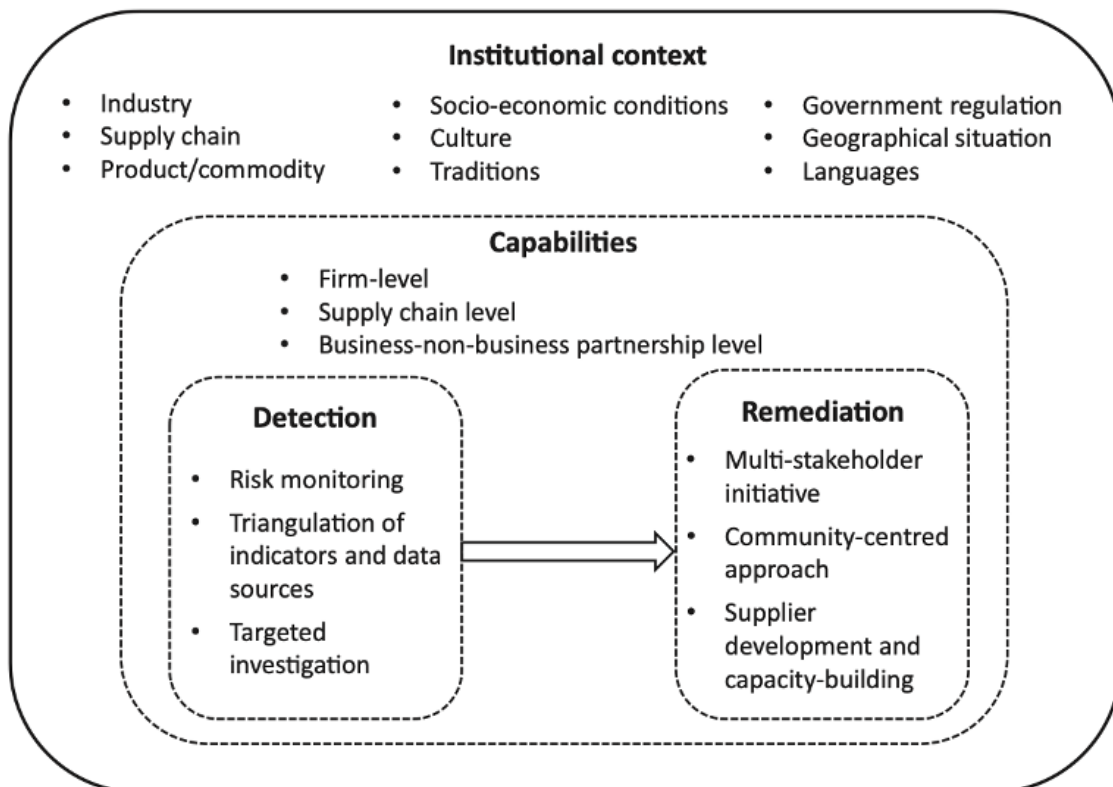 Institutional context
• Industry
• Supply chain
• Product/commodity
• Socio-economic conditions
• Culture
• Traditions
• Government regulation
• Geographical situation
• Languages
Capabilities
• Firm-level
• Supply chain level
• Business-non-business partnership level
Detection
• Risk monitoring
• Triangulation of
indicators and data
sources
• Targeted
investigation
Remediation
• Multi-stakeholder
initiative
• Community-centred
approach
• Supplier
development and
capacity-building